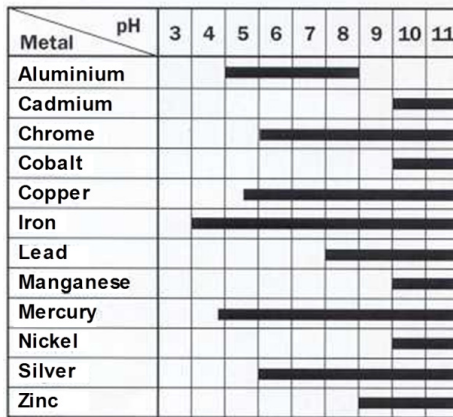 pH
Metal 3 4 5 6 7 8 9 10 11
Aluminium
Cadmium
Chrome
Cobalt
Copper
Iron
Lead
Manganese
Mercury
Nickel
Silver
Zinc